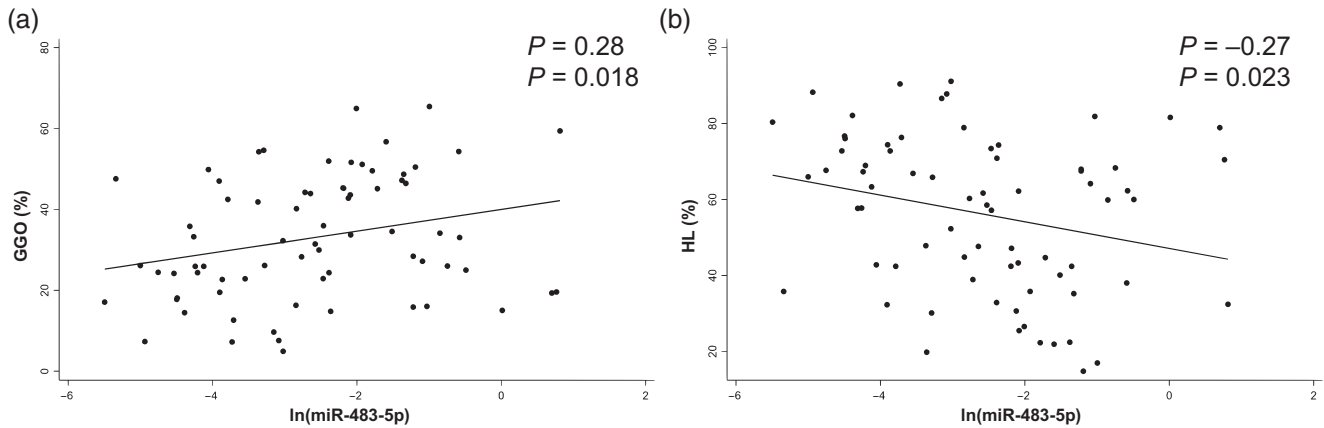 (a)
P = 0.28
P = 0.018
80
60
40
20
0
GGO (%)
−6
−4
−2
0
2
ln(miR-483-5p)
(b)
P = −0.27
P = 0.023
100
80
60
40
20
HL (%)
−6
−4
−2
0
2
ln(miR-483-5p)